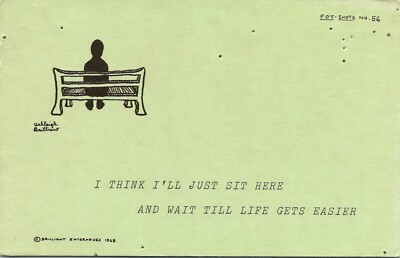 POT-SHOTS NO. 56
Ashleigh
Brilliant
I THINK I'LL JUST SIT HERE
AND WAIT TILL LIFE GETS EASIER
© BRILLIANT ENTERPRISES 1968